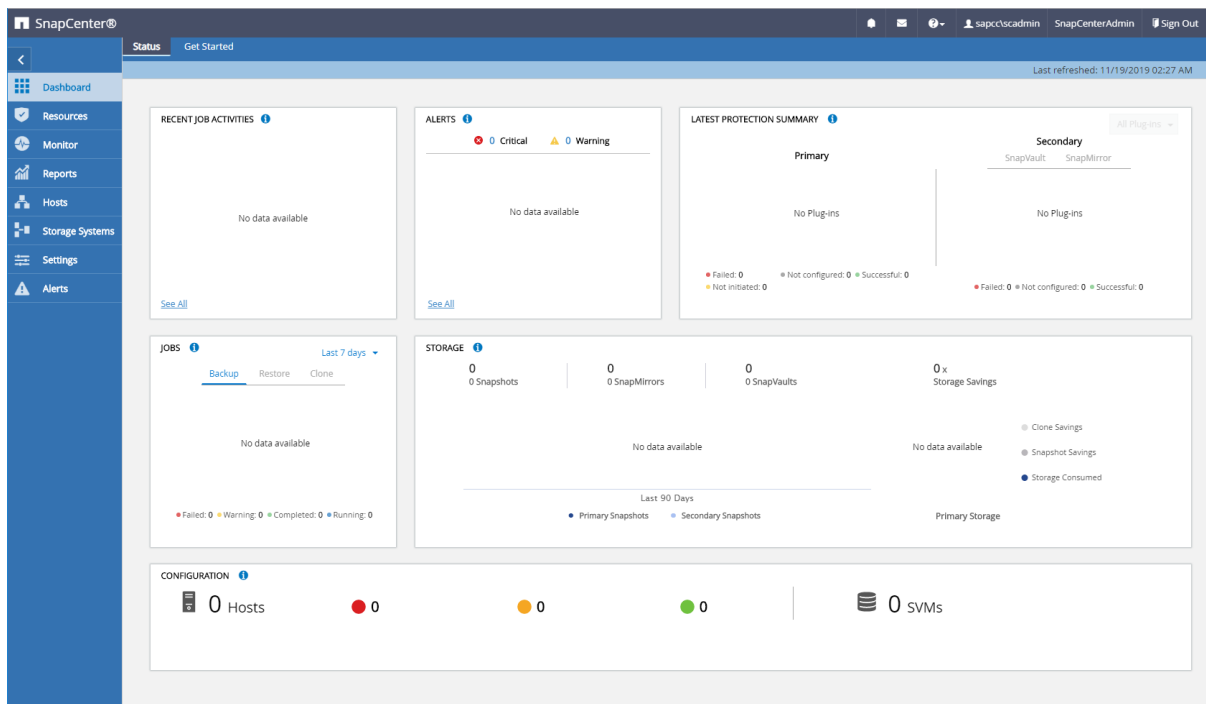 SnapCenter®
sapcc\scadmin SnapCenterAdmin Sign Out
Status Get Started
Last refreshed: 11/19/2019 02:27 AM
Dashboard
Resources
Monitor
Reports
Hosts
Storage Systems
Settings
Alerts
RECENT JOB ACTIVITIES
No data available
See All
ALERTS
0 Critical 0 Warning
No data available
See All
LATEST PROTECTION SUMMARY
All Plug-ins
Primary
No Plug-ins
Failed: 0 Not configured: 0 Successful: 0
Not initiated: 0
Secondary
SnapVault SnapMirror
No Plug-ins
Failed: 0 Not configured: 0 Successful: 0
JOBS
Last 7 days
Backup Restore Clone
No data available
Failed: 0 Warning: 0 Completed: 0 Running: 0
STORAGE
0 0 0 0 x
0 Snapshots 0 SnapMirrors 0 SnapVaults Storage Savings
No data available
Last 90 Days
Primary Snapshots Secondary Snapshots
No data available
Clone Savings
Snapshot Savings
Storage Consumed
Primary Storage
CONFIGURATION
0 Hosts 0 0 0 0 SVMs